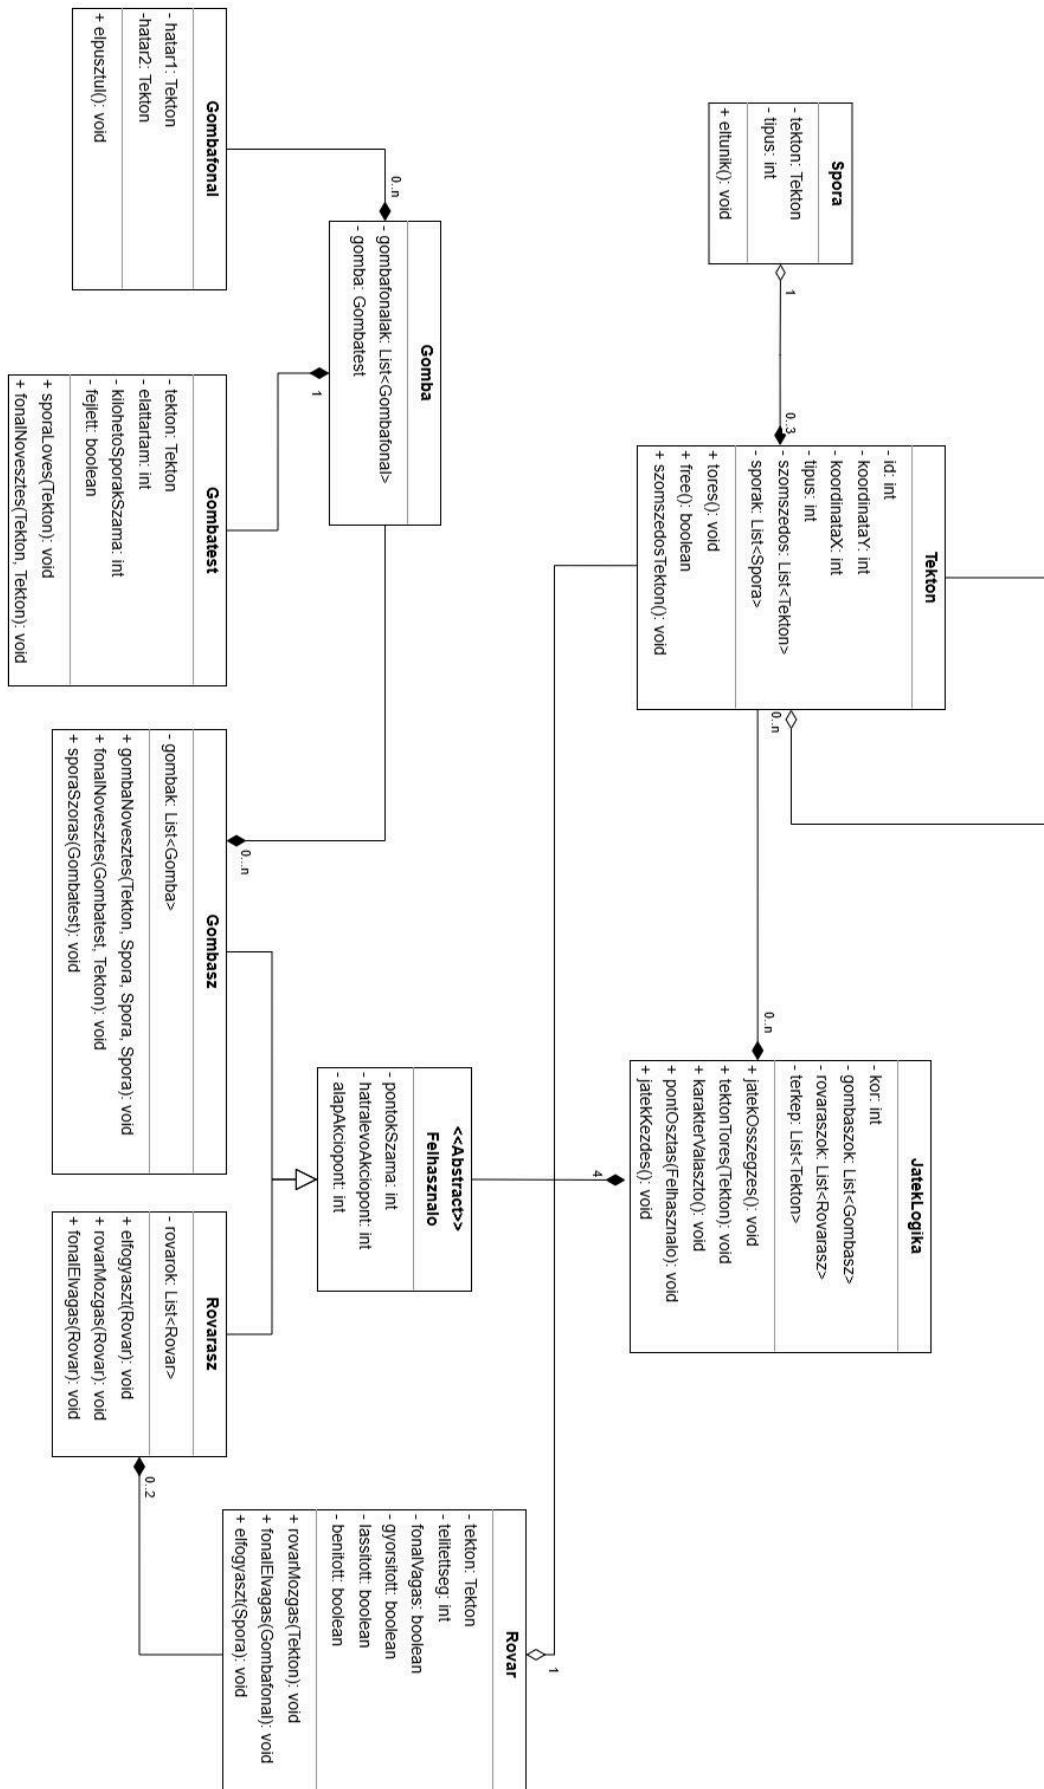 Spora
- tekton: Tekton
- tipus: int
+ eltunik(): void
1
0..3
Tekton
- id: int
- koordinataY: int
- koordinataX: int
- tipus: int
- szomszedos: List<Tekton>
- sporak: List<Spora>
+ tores(): void
+ free(): boolean
+ szomszedosTekton(): void
0..n
0..n
JatekLogika
- kor: int
- gombaszok: List<Gombasz>
- rovaraszok: List<Rovarasz>
- terkep: List<Tekton>
+ jatekOsszegzes(): void
+ tektonTores(Tekton): void
+ karakterValaszto(): void
+ pontOsztas(Felhasznalo): void
+ jatekKezdes(): void
4
Gomba
- gombafonalak: List<Gombafonal>
- gomba: Gombatest
0..n
1
<<Abstract>>
Felhasznalo
- pontokSzama: int
- hatralevoAkciopont: int
- alapAkciopont: int
Rovar
- tekton: Tekton
- telitettseg: int
- fonalVagas: boolean
- gyorsitott: boolean
- lassitott: boolean
- benitott: boolean
+ rovarMozgas(Tekton): void
+ fonalElvagas(Gombafonal): void
+ elfogyaszt(Spora): void
1
Gombafonal
- hatar1: Tekton
-hatar2: Tekton
+ elpusztul(): void
Gombatest
- tekton: Tekton
- elattartam: int
- kilohetoSporakSzama: int
- fejlett: boolean
+ sporaLoves(Tekton): void
+ fonalNovesztes(Tekton, Tekton): void
Gombasz
- gombak: List<Gomba>
+ gombaNovesztes(Tekton, Spora, Spora, Spora): void
+ fonalNovesztes(Gombatest, Tekton): void
+ sporaSzoras(Gombatest): void
0...n
Rovarasz
- rovarok: List<Rovar>
+ elfogyaszt(Rovar): void
+ rovarMozgas(Rovar): void
+ fonalElvagas(Rovar): void
0..2